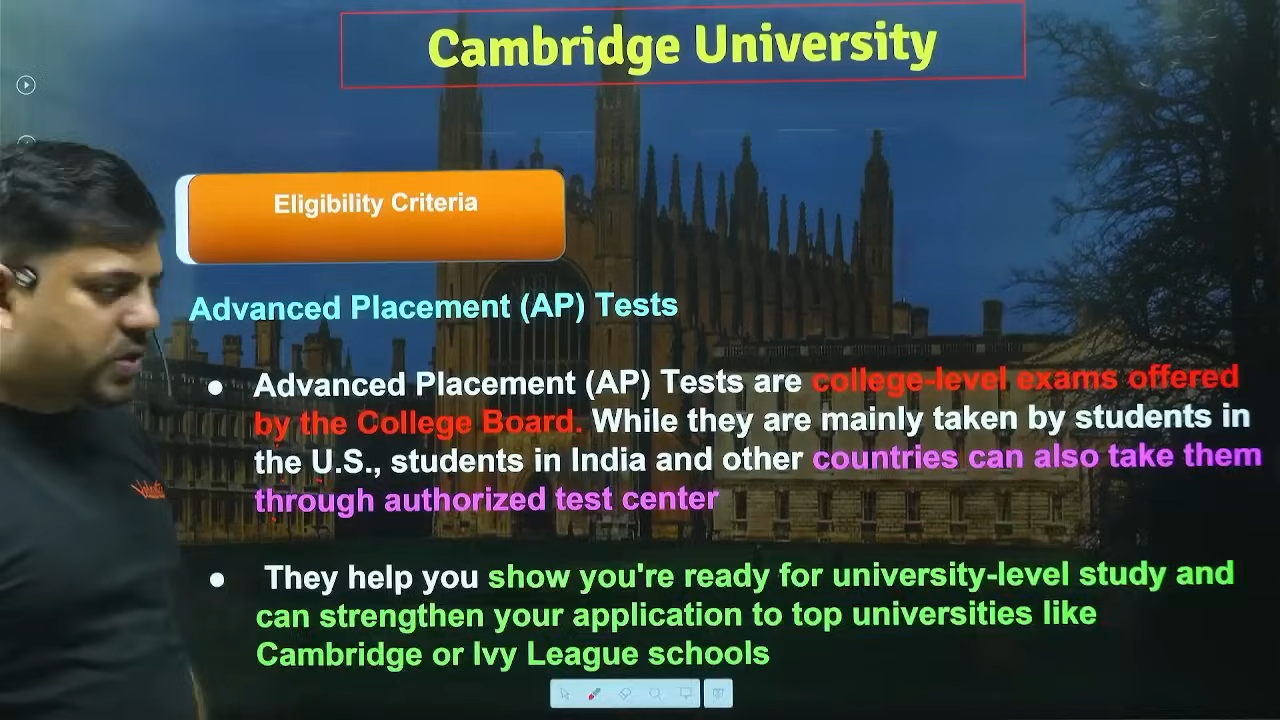 Cambridge University
Eligibility Criteria
Advanced Placement (AP) Tests
● Advanced Placement (AP) Tests are college-level exams offered
by the College Board. While they are mainly taken by students in
the U.S., students in India and other countries can also take them
through authorized test center
● They help you show you're ready for university-level study and
can strengthen your application to top universities like
Cambridge or Ivy League schools